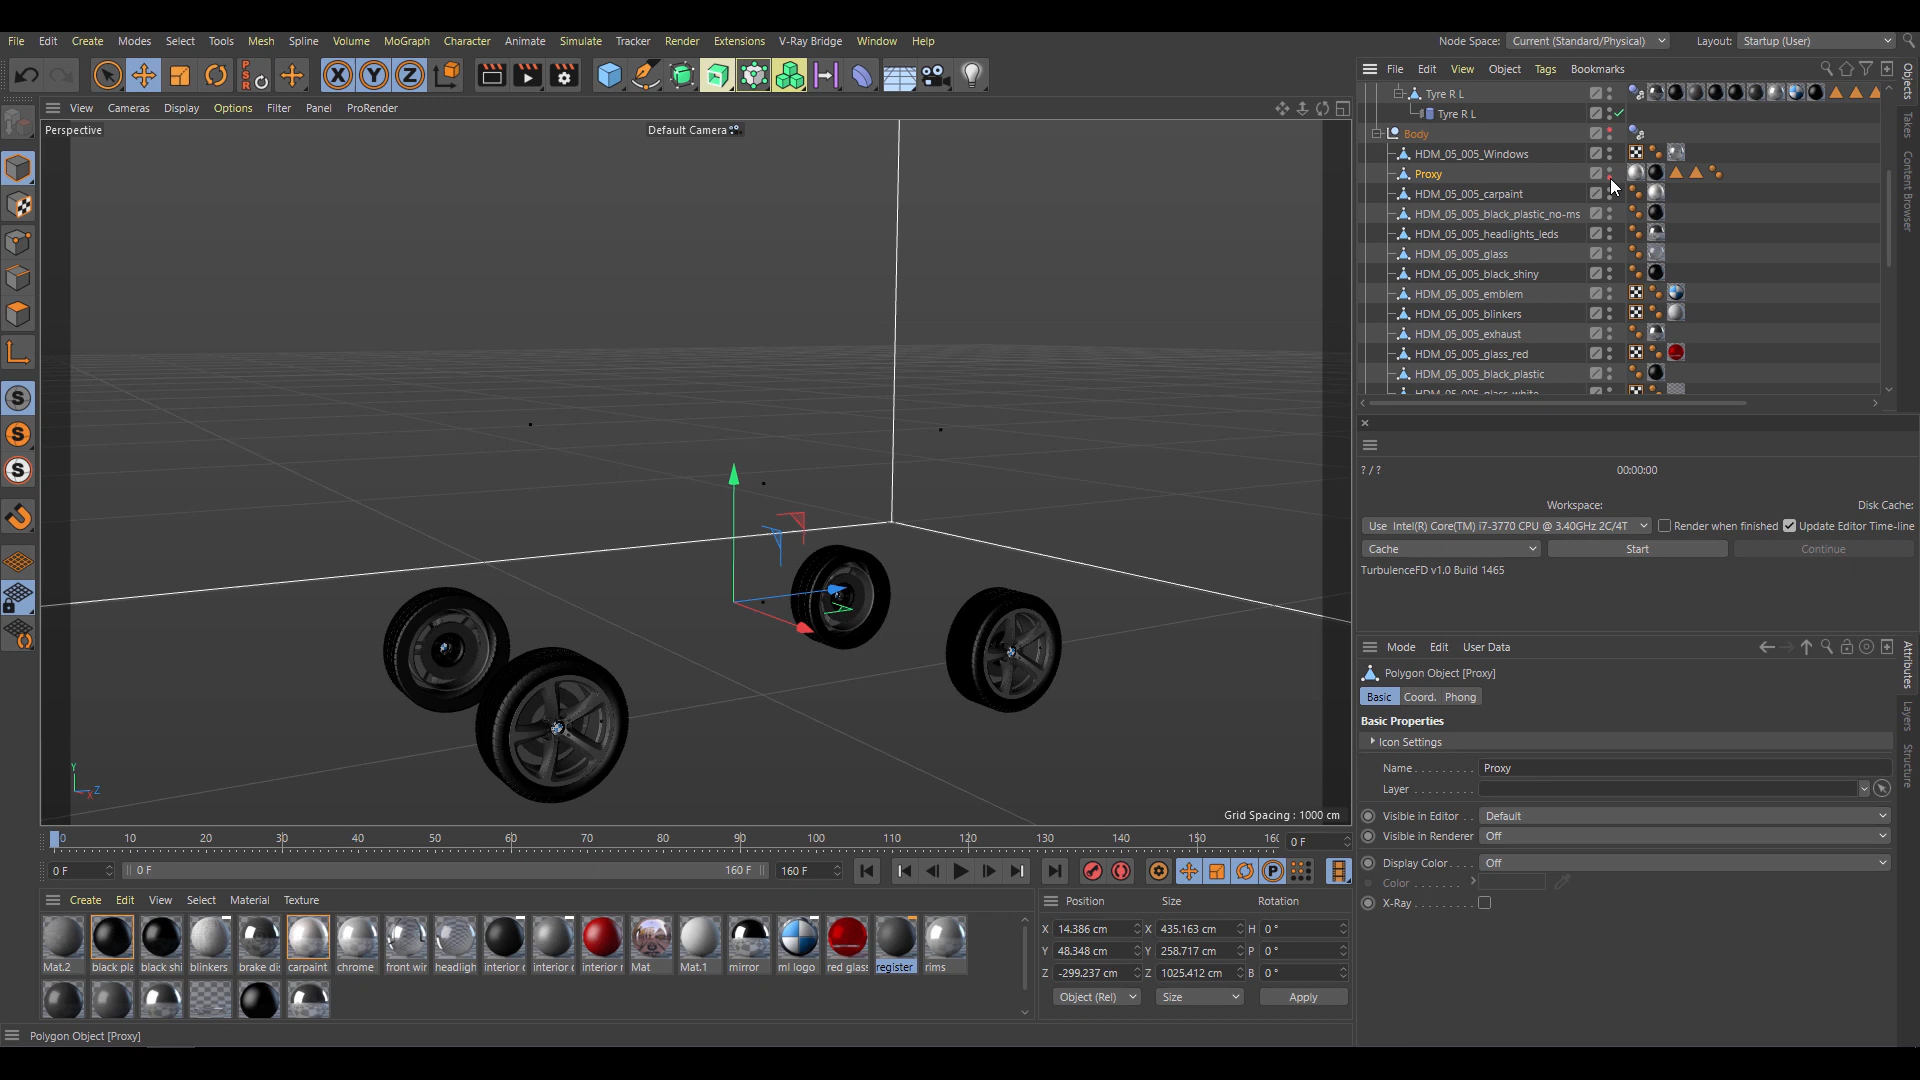 File Edit Create Modes Select Tools Mesh Spline Volume MoGraph Character Animate Simulate Tracker Render Extensions V-Ray Bridge Window Help
Node Space: Current (Standard/Physical) Layout: Startup (User)
File Edit View Object Tags Bookmarks
View Cameras Display Options Filter Panel ProRender
Perspective
Default Camera
Tyre R L
Tyre R L
Body
HDM_05_005_Windows
Proxy
HDM_05_005_carpaint
HDM_05_005_black_plastic_no-ms
HDM_05_005_headlights_leds
HDM_05_005_glass
HDM_05_005_black_shiny
HDM_05_005_emblem
HDM_05_005_blinkers
HDM_05_005_exhaust
HDM_05_005_glass_red
HDM_05_005_black_plastic
Objects
Takes
Content Browser
? / ? 00:00:00
Workspace: Disk Cache:
Use Intel(R) Core(TM) i7-3770 CPU @ 3.40GHz 2C/4T Render when finished Update Editor Time-line
Cache Start Continue
TurbulenceFD v1.0 Build 1465
Mode Edit User Data
Polygon Object [Proxy]
Basic Coord. Phong
Basic Properties
Icon Settings
Name Proxy
Layer
Visible in Editor Default
Visible in Renderer Off
Display Color Off
Color
X-Ray
Attributes
Layers
Structure
Y
X
Z
Grid Spacing : 1000 cm
0 10 20 30 40 50 60 70 80 90 100 110 120 130 140 150 160 0 F
0 F 0 F 160 F 160 F
Create Edit View Select Material Texture
Mat.2 black pla black shi blinkers brake di carpaint chrome front wir headligh interior interior interior r Mat Mat.1 mirror ml logo red glas register rims
Position Size Rotation
X 14.386 cm X 435.163 cm H 0°
Y 48.348 cm Y 258.717 cm P 0°
Z -299.237 cm Z 1025.412 cm B 0°
Object (Rel) Size Apply
Polygon Object [Proxy]